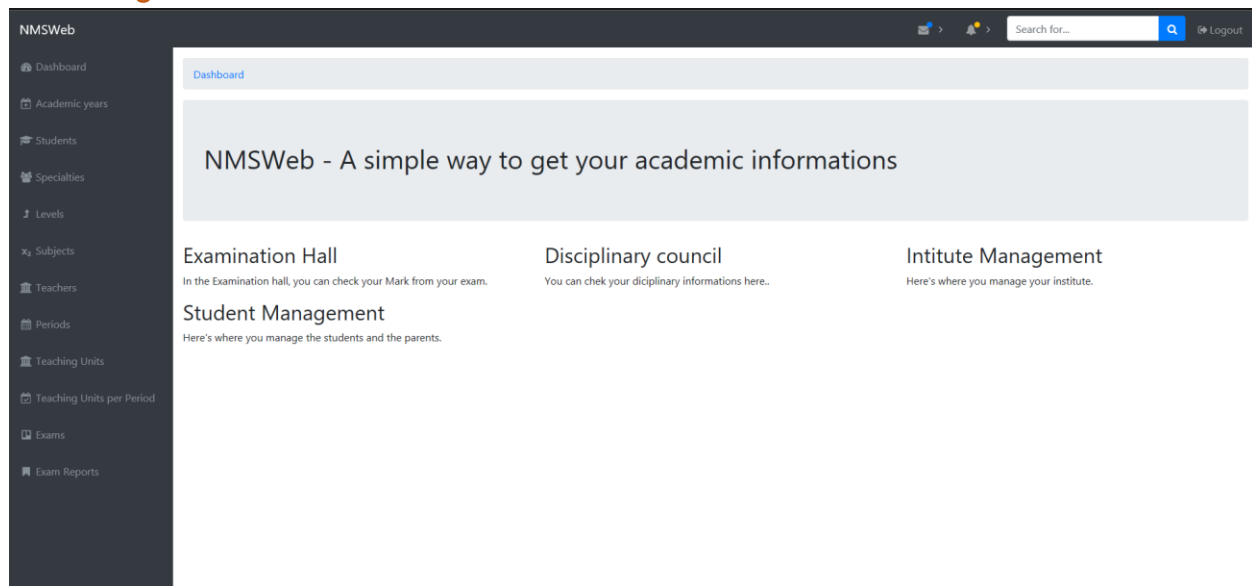 NMSWeb
Search for...
Logout
Dashboard
Academic years
Students
Specialties
Levels
x₂ Subjects
Teachers
Periods
Teaching Units
Teaching Units per Period
Exams
Exam Reports
Dashboard
NMSWeb - A simple way to get your academic informations
Examination Hall
In the Examination hall, you can check your Mark from your exam.
Disciplinary council
You can chek your diciplinary informations here..
Intitute Management
Here's where you manage your institute.
Student Management
Here's where you manage the students and the parents.